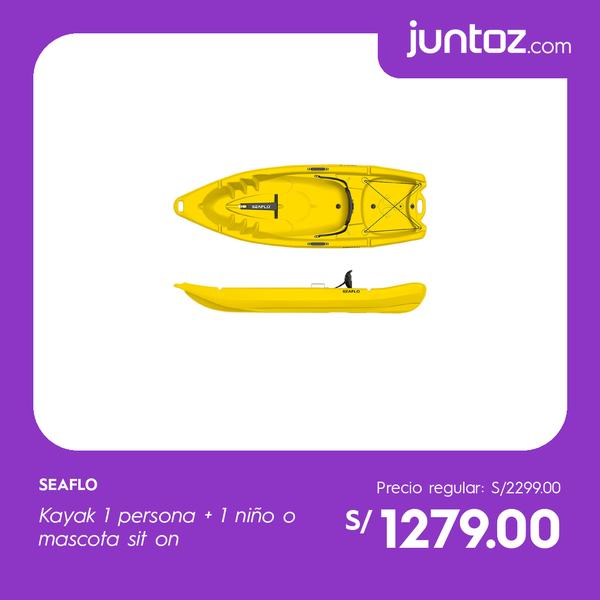 juntoz.com
SEAFLO
SEAFLO
SEAFLO
Precio regular: S/2299.00
Kayak 1 persona + 1 niño o
mascota sit on
S/1279.00